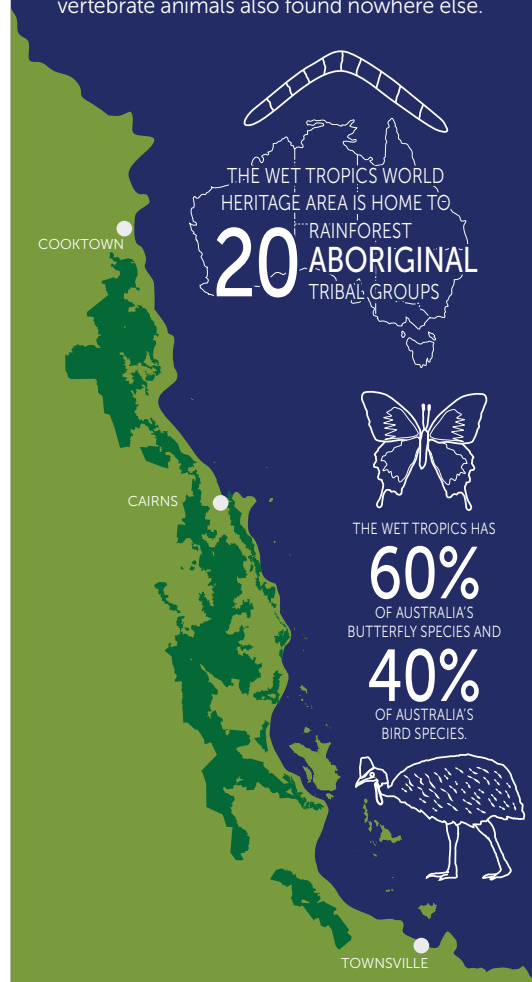 vertebrate animals also found nowhere else.
THE WET TROPICS WORLD
HERITAGE AREA IS HOME TO
20 RAINFOREST
ABORIGINAL
TRIBAL GROUPS
COOKTOWN
CAIRNS
THE WET TROPICS HAS
60%
OF AUSTRALIA'S
BUTTERFLY SPECIES AND
40%
OF AUSTRALIA'S
BIRD SPECIES.
TOWNSVILLE